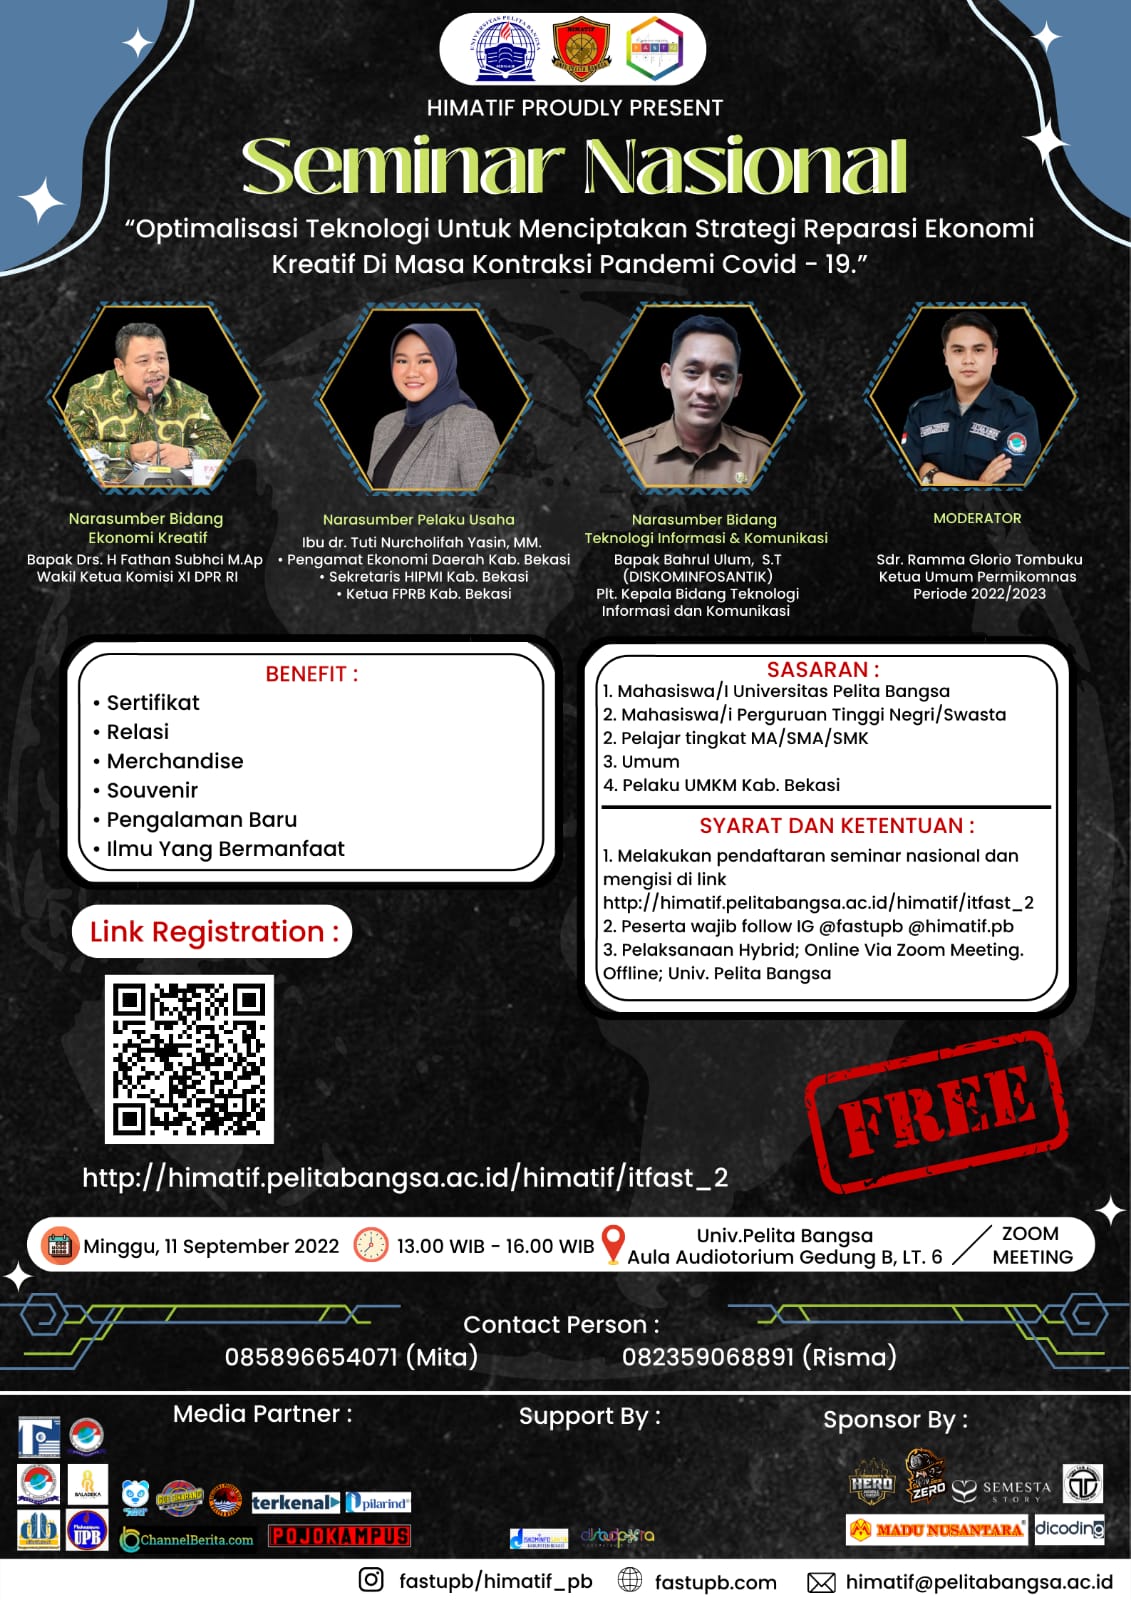 UNIVERSITAS PELITA BANGSA
HIMATIF
FASTO
HIMATIF PROUDLY PRESENT
Seminar Nasional
“Optimalisasi Teknologi Untuk Menciptakan Strategi Reparasi Ekonomi
Kreatif Di Masa Kontraksi Pandemi Covid - 19.”
Narasumber Bidang
Ekonomi Kreatif
Bapak Drs. H Fathan Subhci M.Ap
Wakil Ketua Komisi XI DPR RI
Narasumber Pelaku Usaha
Ibu dr. Tuti Nurcholifah Yasin, MM.
• Pengamat Ekonomi Daerah Kab. Bekasi
• Sekretaris HIPMI Kab. Bekasi
• Ketua FPRB Kab. Bekasi
Narasumber Bidang
Teknologi Informasi & Komunikasi
Bapak Bahrul Ulum, S.T
(DISKOMINFOSANTIK)
Plt. Kepala Bidang Teknologi
Informasi dan Komunikasi
MODERATOR
Sdr. Ramma Glorio Tombuku
Ketua Umum Permikomnas
Periode 2022/2023
BENEFIT :
• Sertifikat
• Relasi
• Merchandise
• Souvenir
• Pengalaman Baru
• Ilmu Yang Bermanfaat
SASARAN :
1. Mahasiswa/I Universitas Pelita Bangsa
2. Mahasiswa/i Perguruan Tinggi Negri/Swasta
2. Pelajar tingkat MA/SMA/SMK
3. Umum
4. Pelaku UMKM Kab. Bekasi
SYARAT DAN KETENTUAN :
1. Melakukan pendaftaran seminar nasional dan
mengisi di link
http://himatif.pelitabangsa.ac.id/himatif/itfast_2
2. Peserta wajib follow IG @fastupb @himatif.pb
3. Pelaksanaan Hybrid; Online Via Zoom Meeting.
Offline; Univ. Pelita Bangsa
Link Registration :
FREE
http://himatif.pelitabangsa.ac.id/himatif/itfast_2
Minggu, 11 September 2022
13.00 WIB - 16.00 WIB
Univ.Pelita Bangsa
Aula Audiotorium Gedung B, LT. 6
ZOOM
MEETING
Contact Person :
085896654071 (Mita)
082359068891 (Risma)
Media Partner :
BALADEKA
UPB
terkenal
pilarind
ChannelBerita.com
POJOKAMPUS
Support By :
Sponsor By :
HERO
ZERO
SEMESTA
STORY
MADU NUSANTARA
dicoding
fastupb/himatif_pb
fastupb.com
himatif@pelitabangsa.ac.id